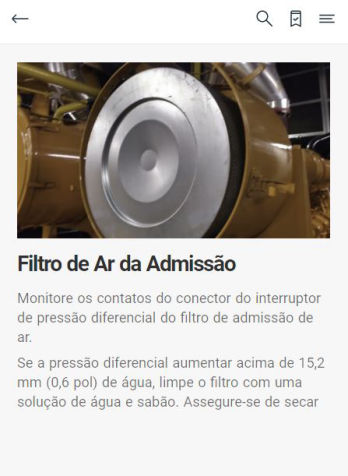 Filtro de Ar da Admissão
Monitore os contatos do conector do interruptor
de pressão diferencial do filtro de admissão de
ar.
Se a pressão diferencial aumentar acima de 15,2
mm (0,6 pol) de água, limpe o filtro com uma
solução de água e sabão. Assegure-se de secar